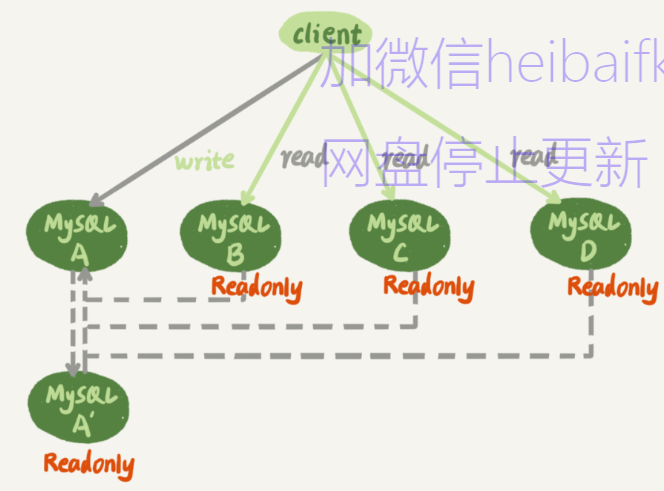 client
加微信heibaifk
write
read
read
read
网盘停止更新
MySQL
A
MySQL
B
MySQL
C
MySQL
D
Readonly
Readonly
Readonly
MySQL
A'
Readonly